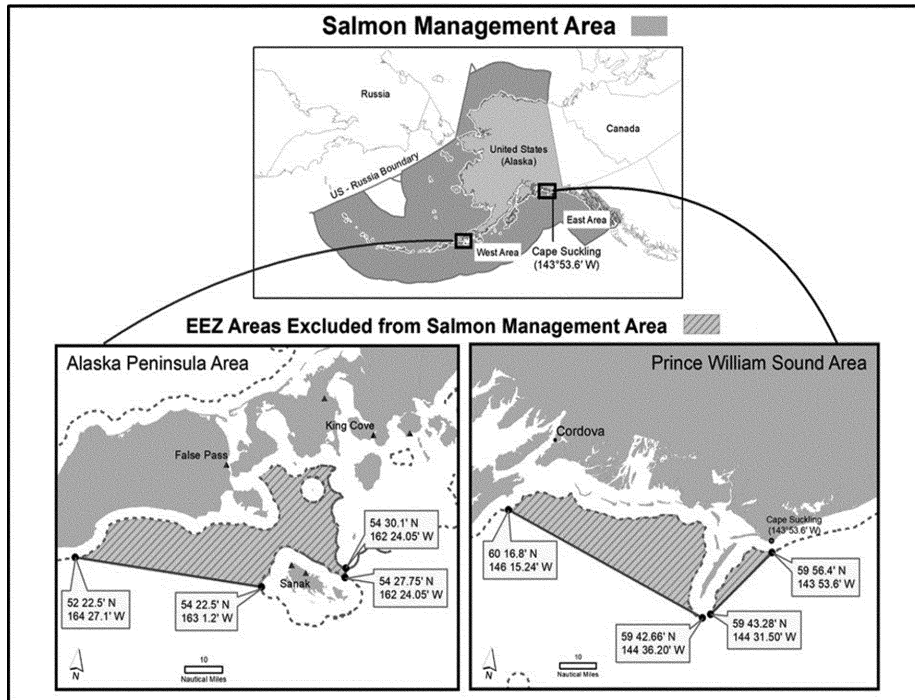 Salmon Management Area
Russia
Canada
United States
(Alaska)
US - Russia Boundary
East Area
West Area
Cape Suckling
(143°53.6' W)
EEZ Areas Excluded from Salmon Management Area
Alaska Peninsula Area
King Cove
False Pass
54 30.1' N
162 24.05' W
Sanak
54 27.75' N
162 24.05' W
52 22.5' N
164 27.1' W
54 22.5' N
163 1.2' W
N
10
Nautical Miles
Prince William Sound Area
Cordova
Cape Suckling
(143°53.6' W)
60 16.8' N
146 15.24' W
59 56.4' N
143 53.6' W
59 43.28' N
144 31.50' W
59 42.66' N
144 36.20' W
N
10
Nautical Miles